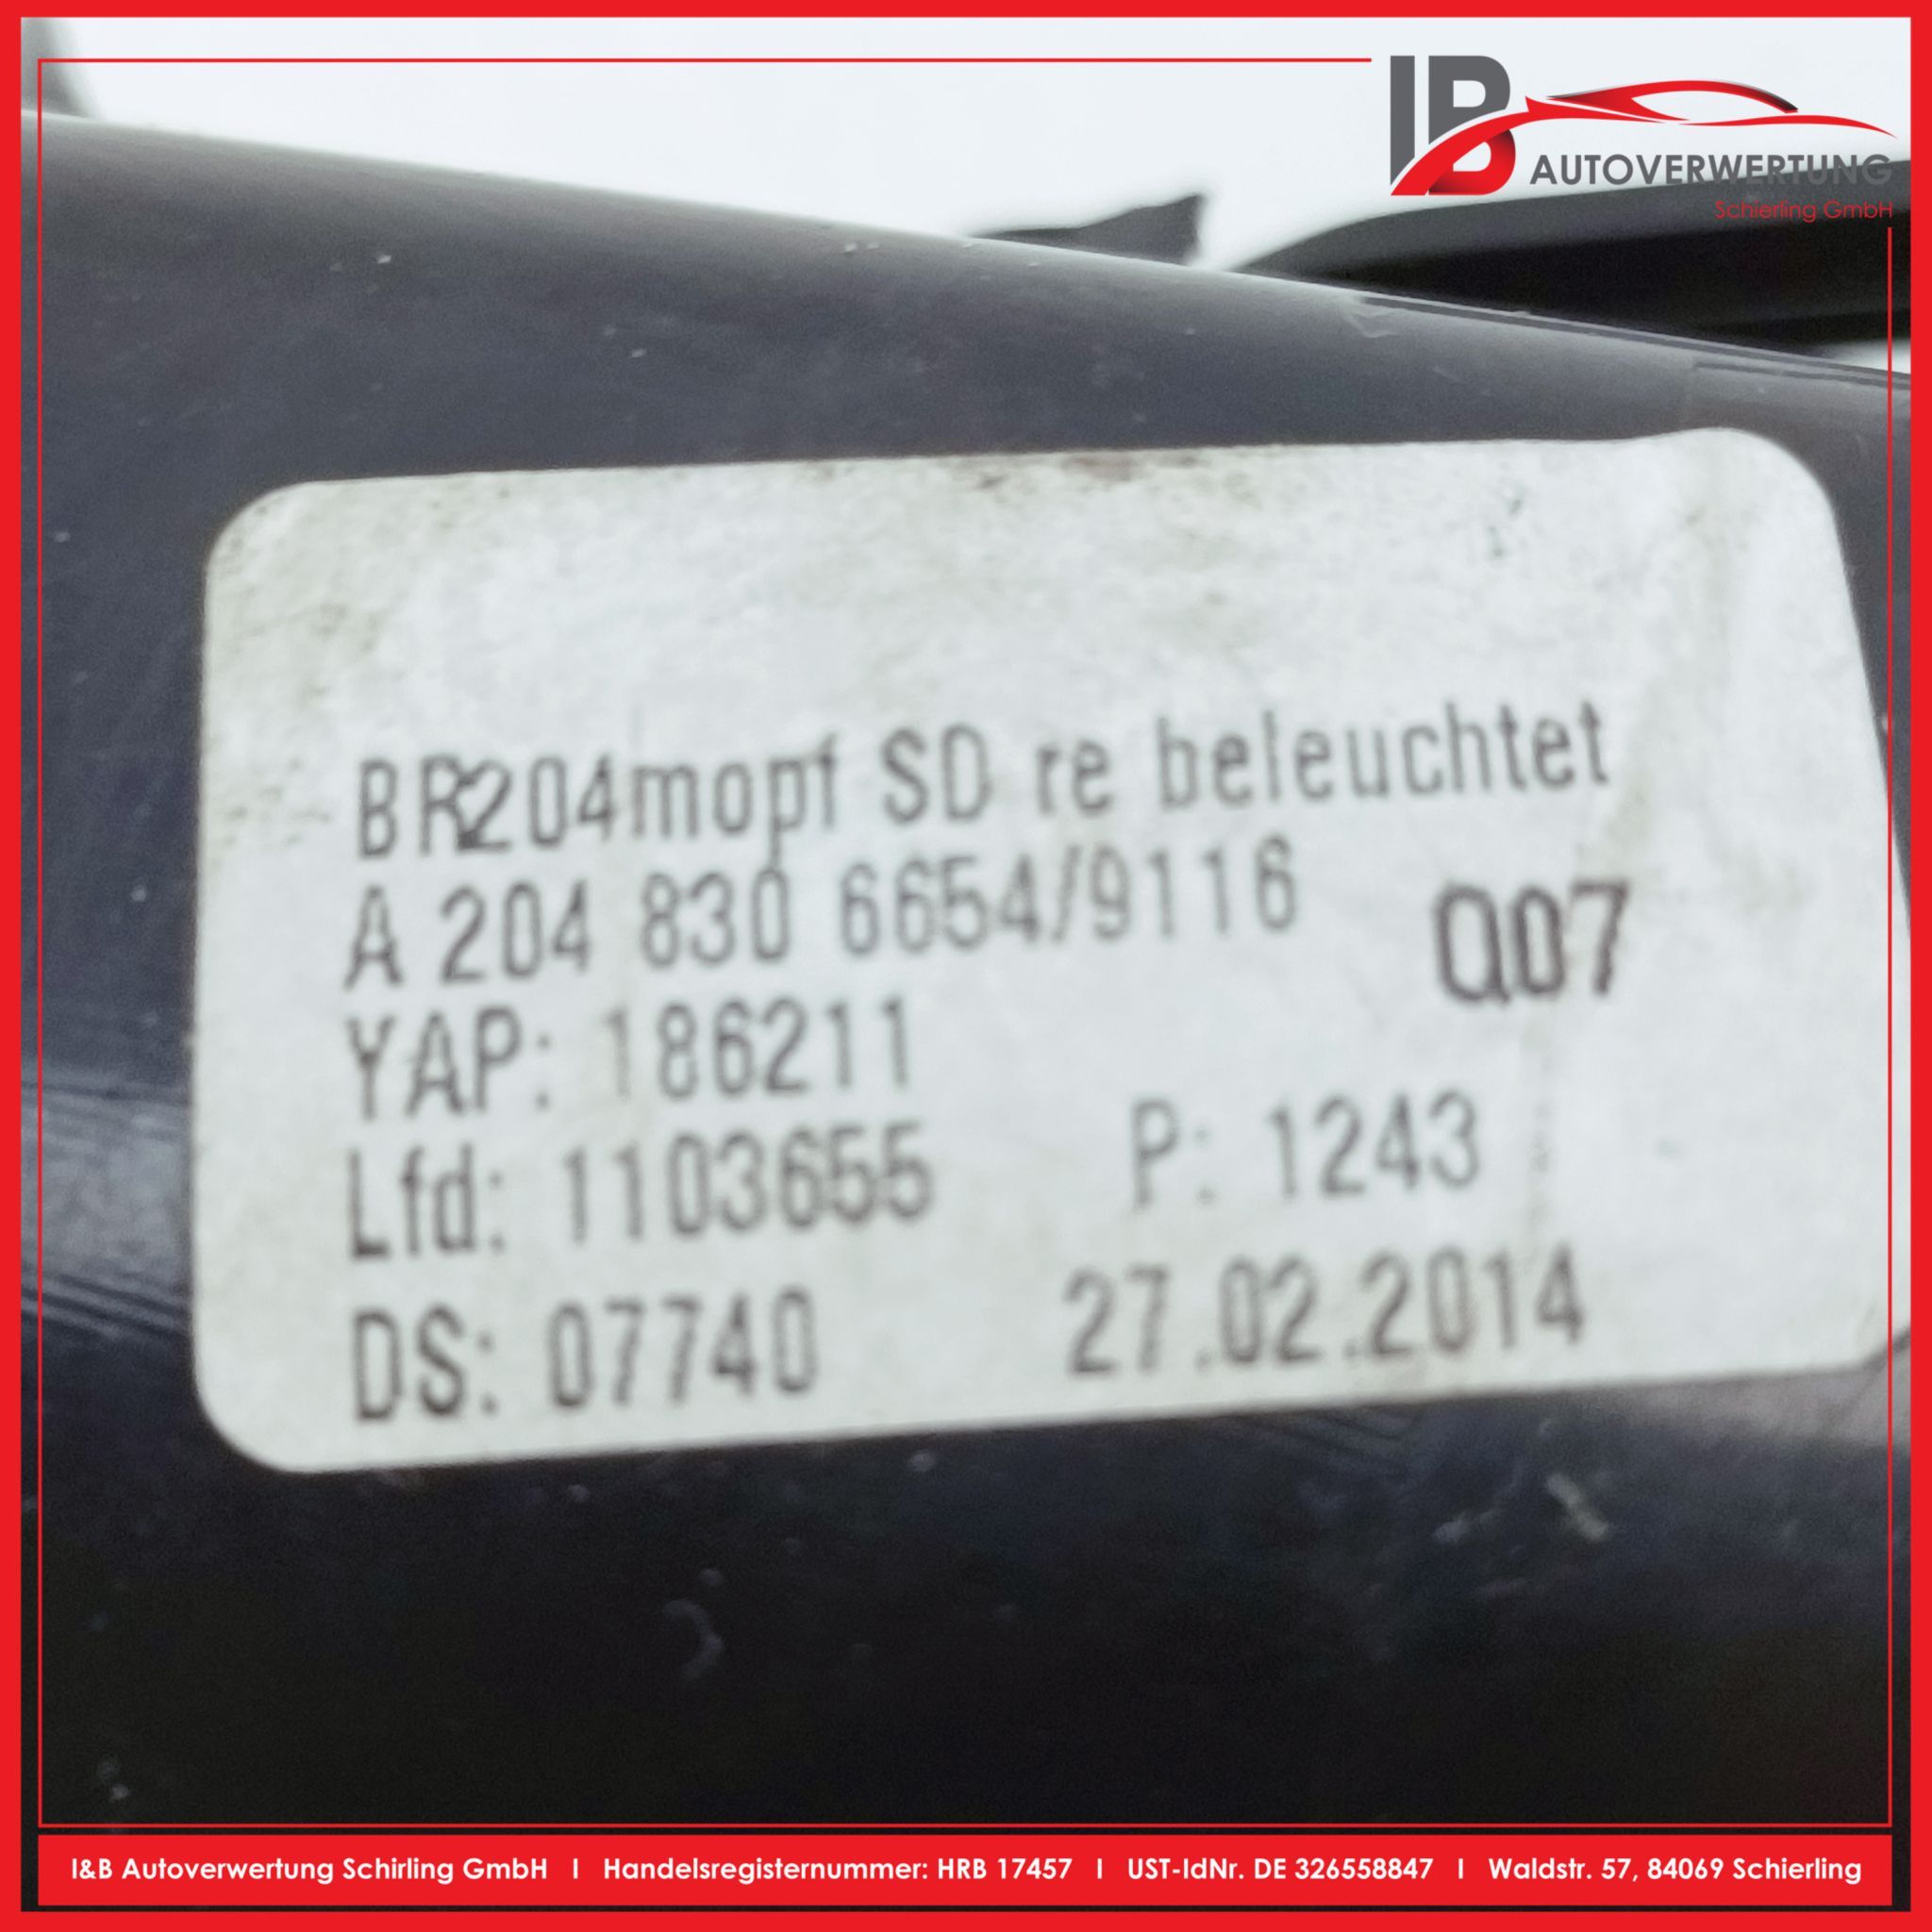 IB
AUTOVERWERTUNG
Schierling GmbH
BR204mopf SD re beleuchtet
A 204 830 6654/9116
Q07
YAP: 186211
Lfd: 1103655 P: 1243
DS: 07740 27.02.2014
I&B Autoverwertung Schirling GmbH I Handelsregisternummer: HRB 17457 I UST-IdNr. DE 326558847 I Waldstr. 57, 84069 Schierling